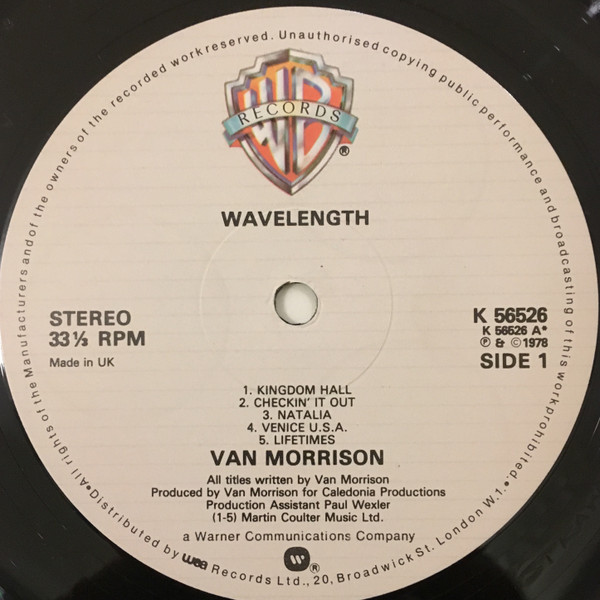 All rights of the Manufacturers and of the owners of the recorded work reserved. Unauthorised copying public performance and broadcasting of this work prohibited.
WB
RECORDS
®
WAVELENGTH
STEREO
33⅓ RPM
Made in UK
K 56526
K 56526 A*
℗ & ©1978
SIDE 1
1. KINGDOM HALL
2. CHECKIN' IT OUT
3. NATALIA
4. VENICE U.S.A.
5. LIFETIMES
VAN MORRISON
All titles written by Van Morrison
Produced by Van Morrison for Caledonia Productions
Production Assistant Paul Wexler
(1-5) Martin Coulter Music Ltd.
a Warner Communications Company
®
•Distributed by wea Records Ltd., 20, Broadwick St. London W.1.•